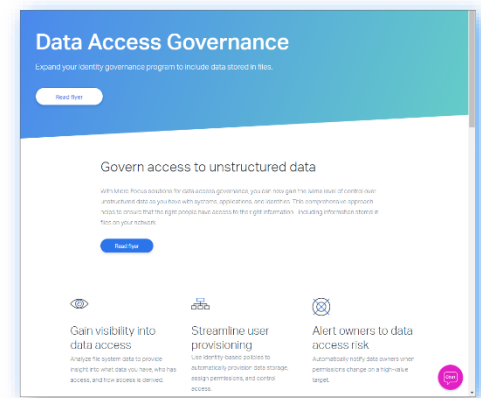 Data Access Governance
Expand your identity governance program to include data stored in files.
Read flyer
Govern access to unstructured data
With Micro Focus solutions for data access governance, you can now gain the same level of control over
unstructured data as you have with systems, applications, and identities. This comprehensive approach
helps to ensure that the right people have access to the right information - including information stored in
files on your network.
Read flyer
Gain visibility into
data access
Analyze file system data to provide
insight into what data you have, who has
access, and how access is derived.
Streamline user
provisioning
Use identity-based policies to
automatically provision data storage,
assign permissions, and control
access.
Alert owners to data
access risk
Automatically notify data owners when
permissions change on a high-value
target.
Chat